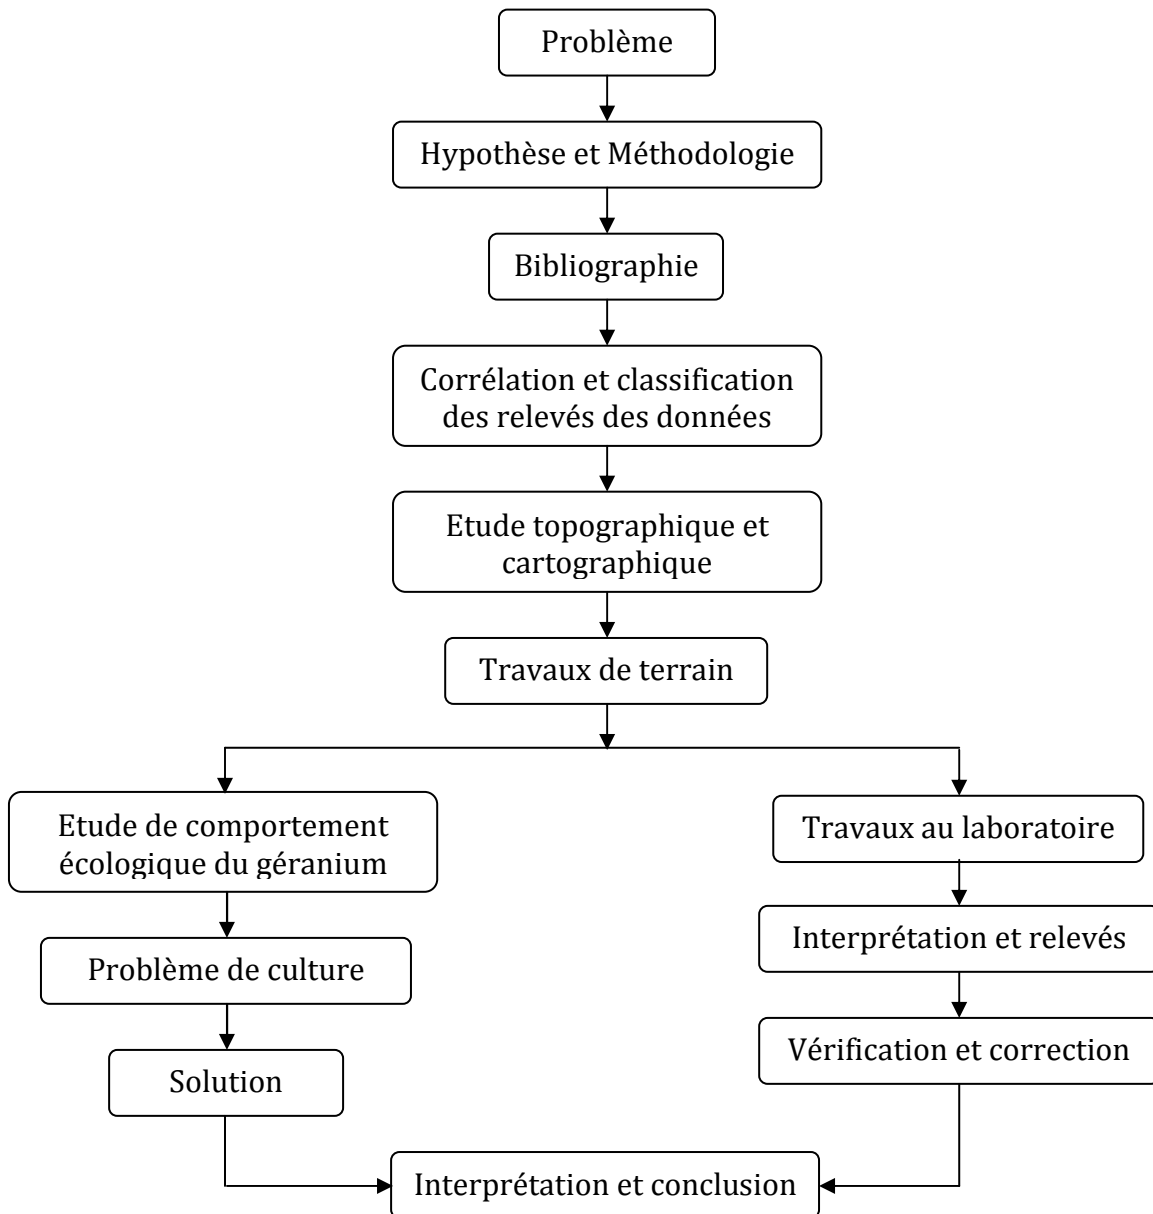 Problème
Hypothèse et Méthodologie
Bibliographie
Corrélation et classification
des relevés des données
Etude topographique et
cartographique
Travaux de terrain
Etude de comportement
écologique du géranium
Problème de culture
Solution
Travaux au laboratoire
Interprétation et relevés
Vérification et correction
Interprétation et conclusion